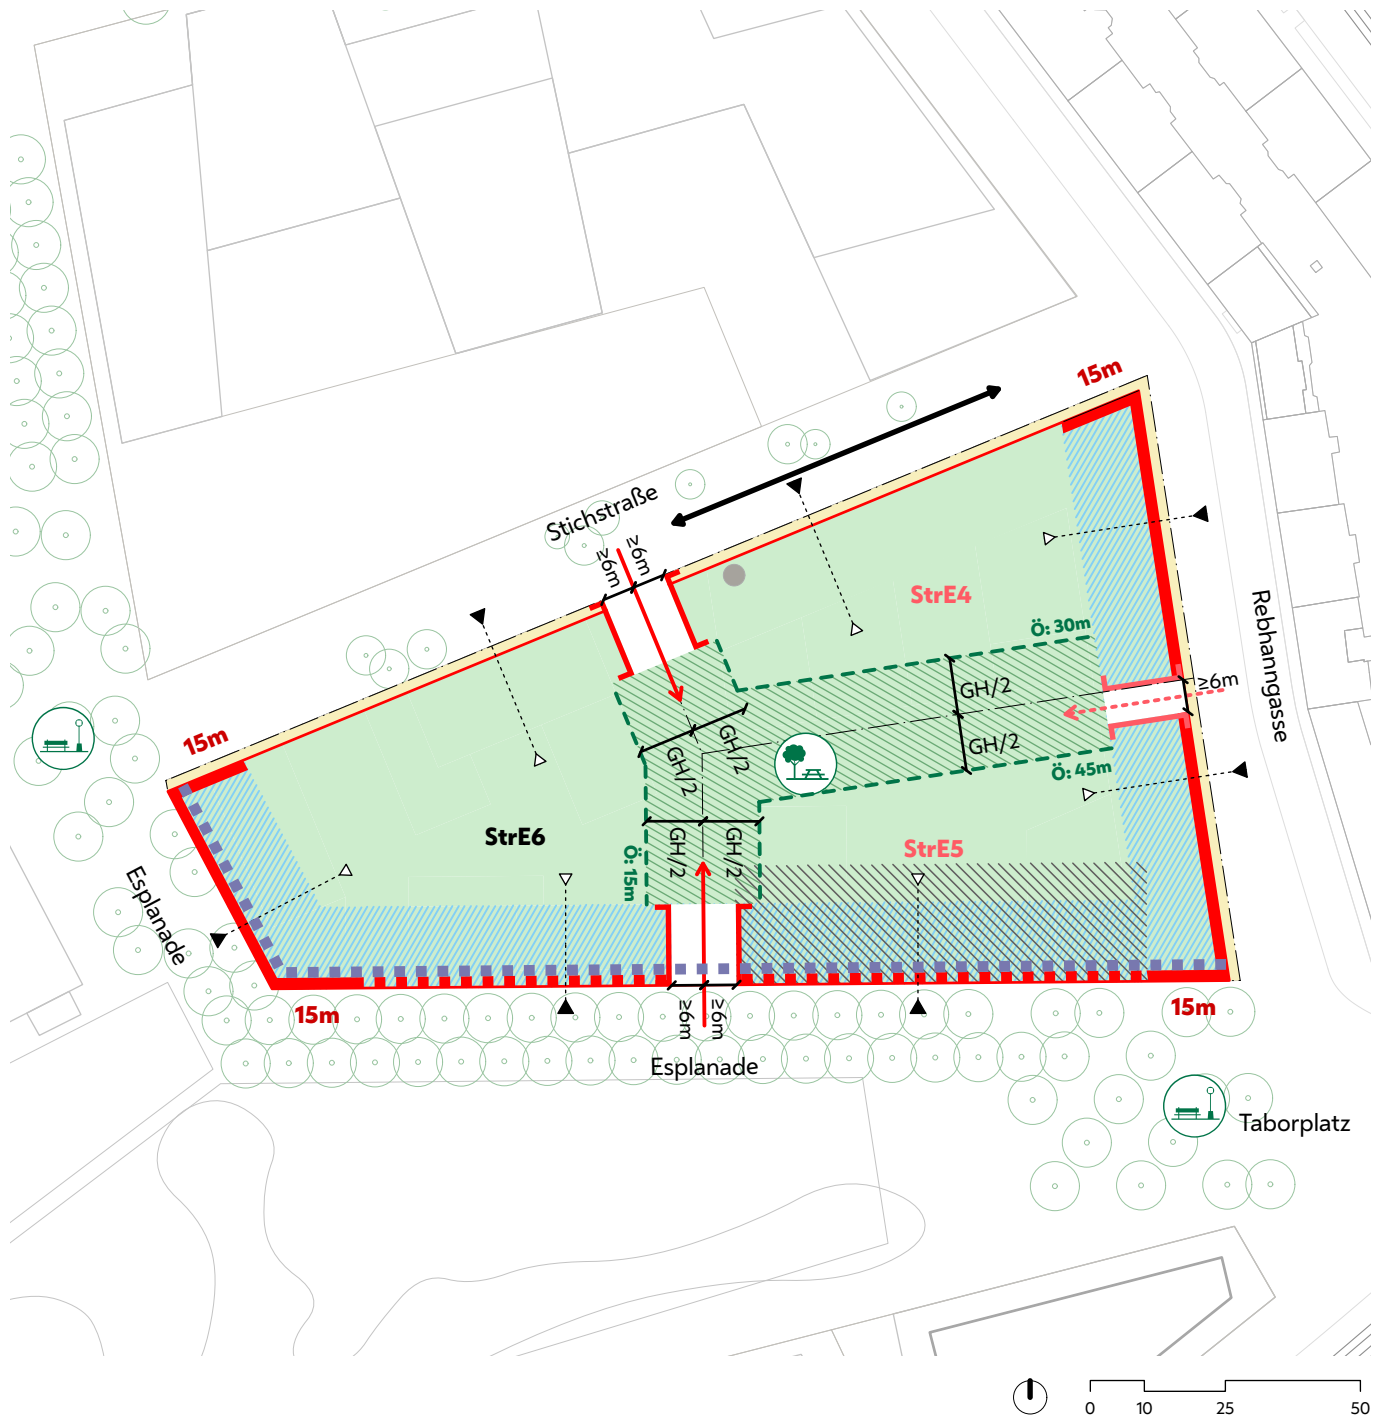 15m
Stichstraße
≥6m
≥6m
StrE4
Rebhanngasse
Ö: 30m
≥6m
GH/2
GH/2
GH/2
GH/2
15m
Ö: 45m
StrE6
StrE5
GH/2
GH/2
Ö: 15m
Esplanade
15m
≥6m
≥6m
15m
Esplanade
Taborplatz
0 10 25 50